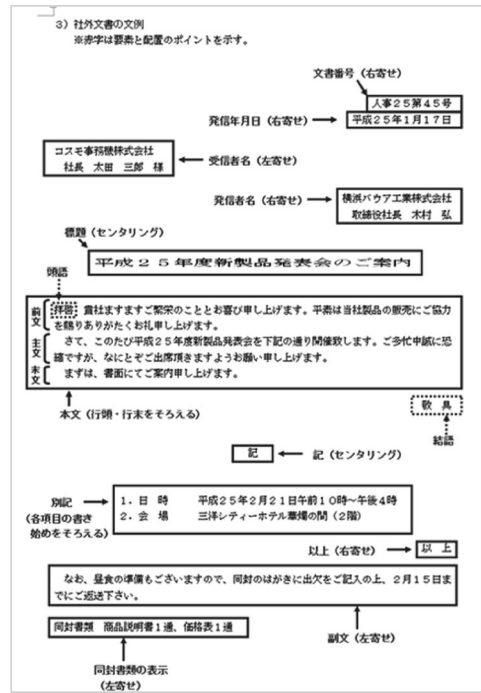 3）社外文書の文例
※赤字は要素と配置のポイントを示す。
文書番号（右寄せ）
人事25第45号
発信年月日（右寄せ）
平成25年1月17日
コスモ事務機株式会社
社長　太田　三郎　様
受信者名（左寄せ）
発信者名（右寄せ）
横浜バウア工業株式会社
取締役社長　木村　弘
標題（センタリング）
平成25年度新製品発表会のご案内
頭語
前文
拝啓　貴社ますますご繁栄のこととお喜び申し上げます。平素は当社製品の販売にご協力
を賜りありがたくお礼申し上げます。
主文
さて、このたび平成25年度新製品発表会を下記の通り開催致します。ご多忙中誠に恐
縮ですが、なにとぞご出席頂きますようお願い申し上げます。
末文
まずは、書面にてご案内申し上げます。
本文（行頭・行末をそろえる）
敬　具
結語
記
記（センタリング）
別記
（各項目の書き
始めをそろえる）
1．日　時　　平成25年2月21日午前10時～午後4時
2．会　場　　三洋シティーホテル華燭の間（2階）
以上（右寄せ）
以　上
なお、昼食の準備もございますので、同封のはがきに出欠をご記入の上、2月15日ま
でにご返送下さい。
副文（左寄せ）
同封書類　商品説明書1通、価格表1通
同封書類の表示
（左寄せ）